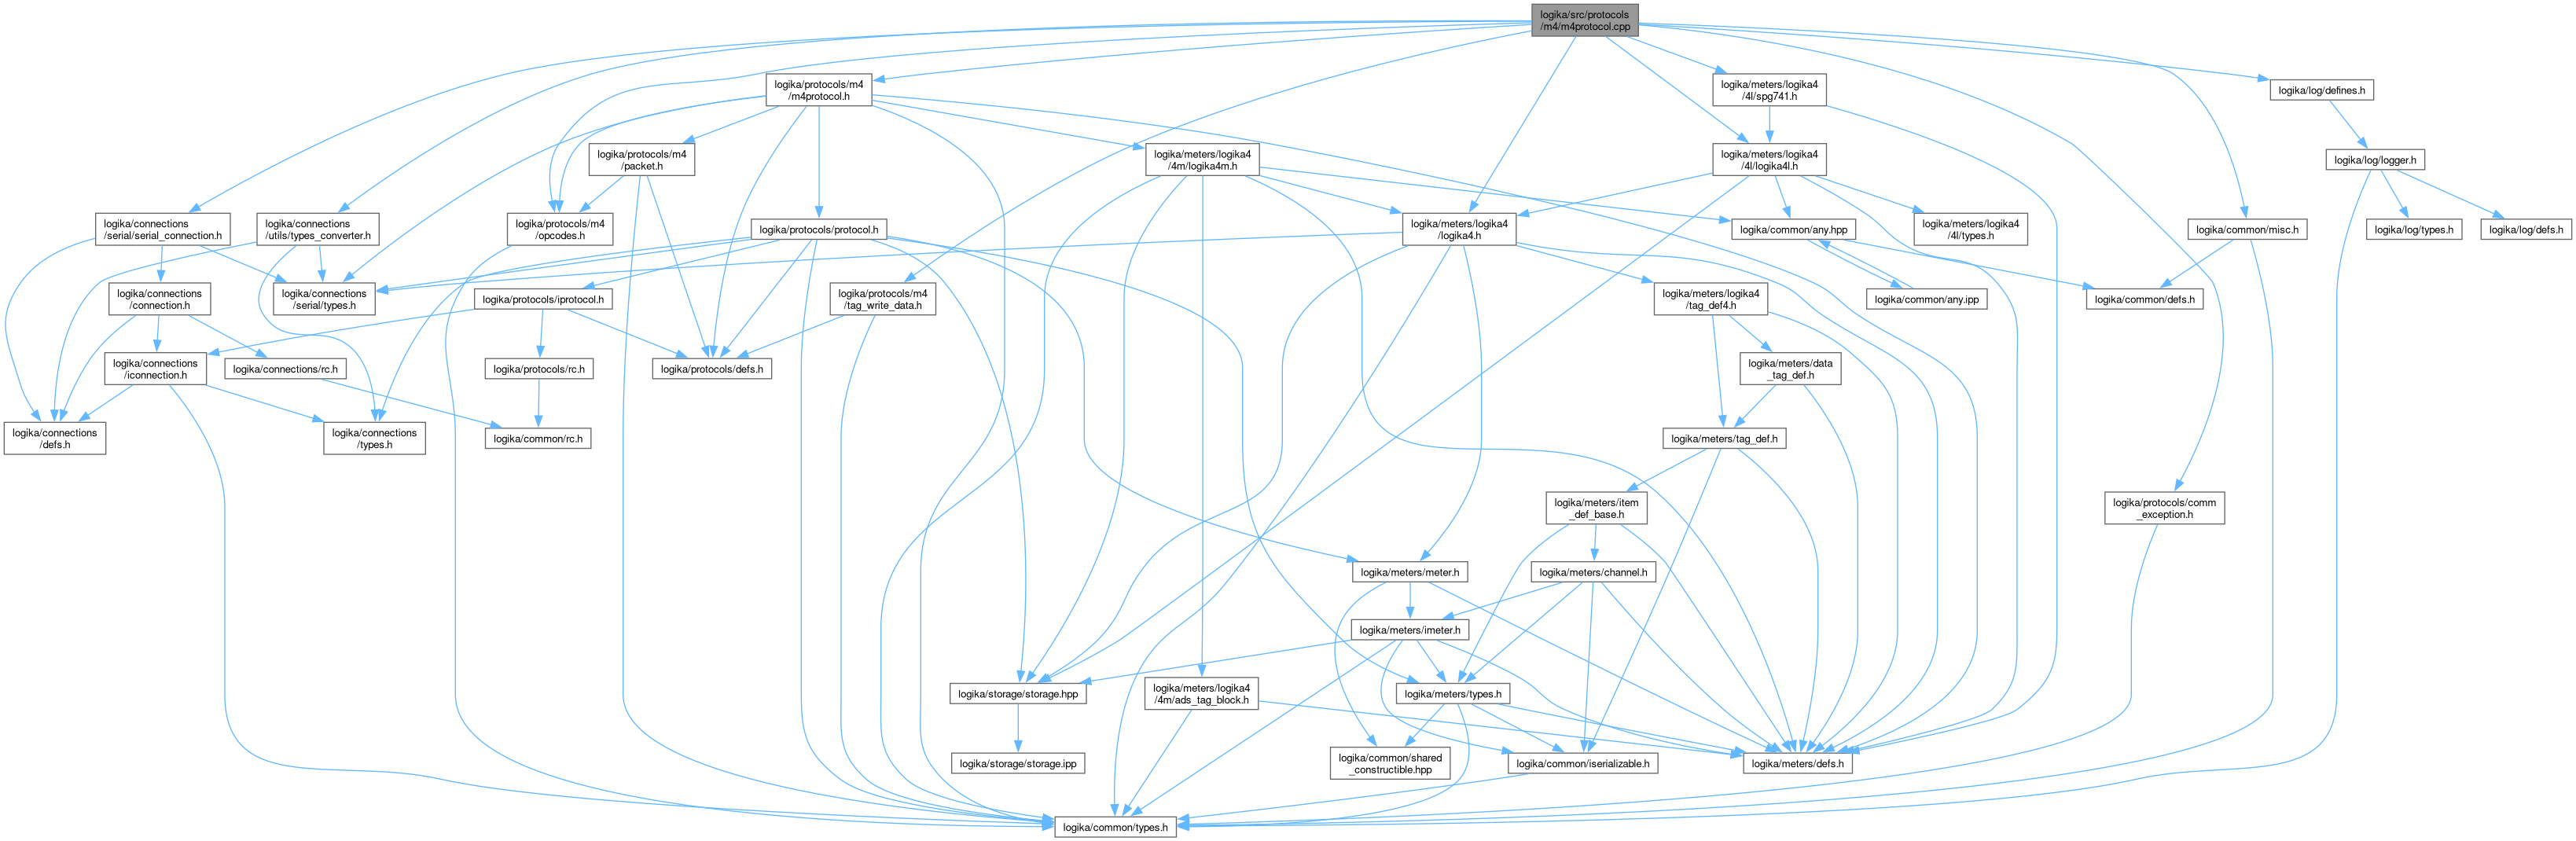 logika/src/protocols
/m4/m4protocol.cpp
logika/protocols/m4
/m4protocol.h
logika/meters/logika4
/4l/spg741.h
logika/log/defines.h
logika/protocols/m4
/packet.h
logika/meters/logika4
/4m/logika4m.h
logika/meters/logika4
/4l/logika4l.h
logika/log/logger.h
logika/connections
/serial/serial_connection.h
logika/connections
/utils/types_converter.h
logika/protocols/m4
/opcodes.h
logika/protocols/protocol.h
logika/meters/logika4
/logika4.h
logika/common/any.hpp
logika/meters/logika4
/4l/types.h
logika/common/misc.h
logika/log/types.h
logika/log/defs.h
logika/connections
/connection.h
logika/connections
/serial/types.h
logika/protocols/iprotocol.h
logika/protocols/m4
/tag_write_data.h
logika/meters/logika4
/tag_def4.h
logika/common/any.ipp
logika/common/defs.h
logika/connections
/iconnection.h
logika/connections/rc.h
logika/protocols/rc.h
logika/protocols/defs.h
logika/meters/data
_tag_def.h
logika/connections
/defs.h
logika/connections
/types.h
logika/common/rc.h
logika/meters/tag_def.h
logika/meters/item
_def_base.h
logika/protocols/comm
_exception.h
logika/meters/meter.h
logika/meters/channel.h
logika/meters/imeter.h
logika/storage/storage.hpp
logika/meters/logika4
/4m/ads_tag_block.h
logika/meters/types.h
logika/storage/storage.ipp
logika/common/shared
_constructible.hpp
logika/common/iserializable.h
logika/meters/defs.h
logika/common/types.h